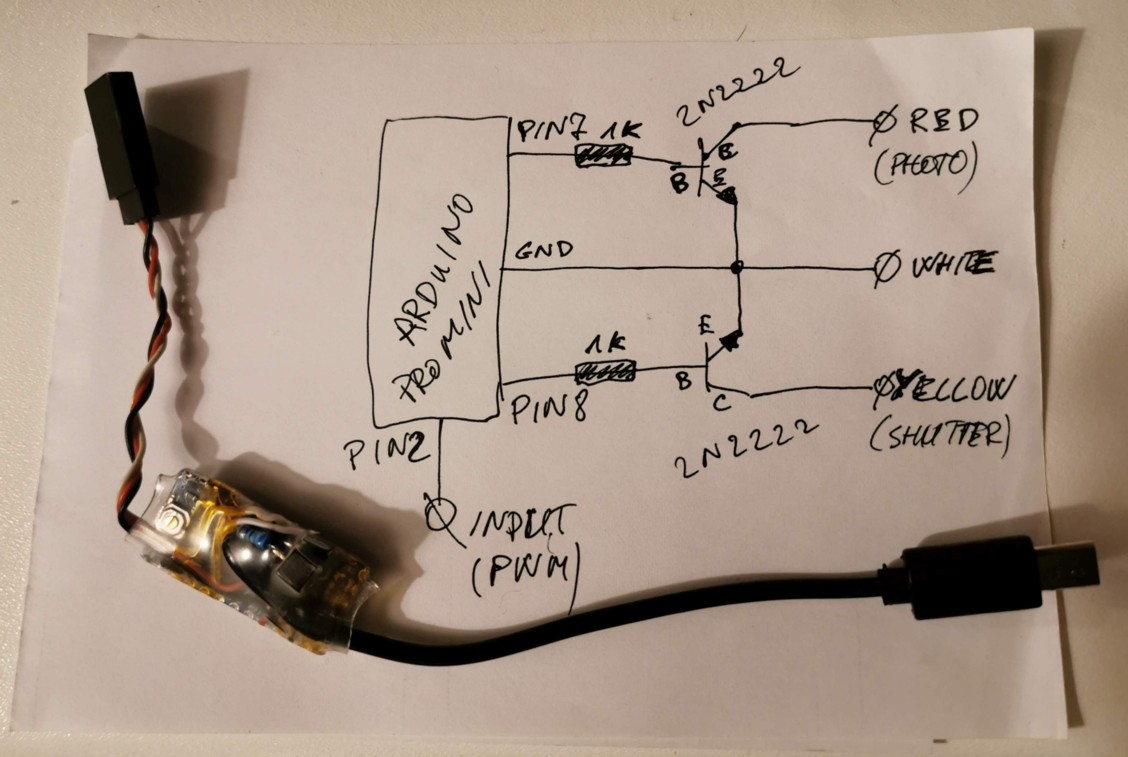 2N2222
PIN7 1K
RED
(PHOTO)
B
E
GND
WHITE
ARDUINO
PRO MINI
1K
E
B
C
PIN8
YELLOW
(SHUTTER)
2N2222
PIN2
INPUT
(PWM)